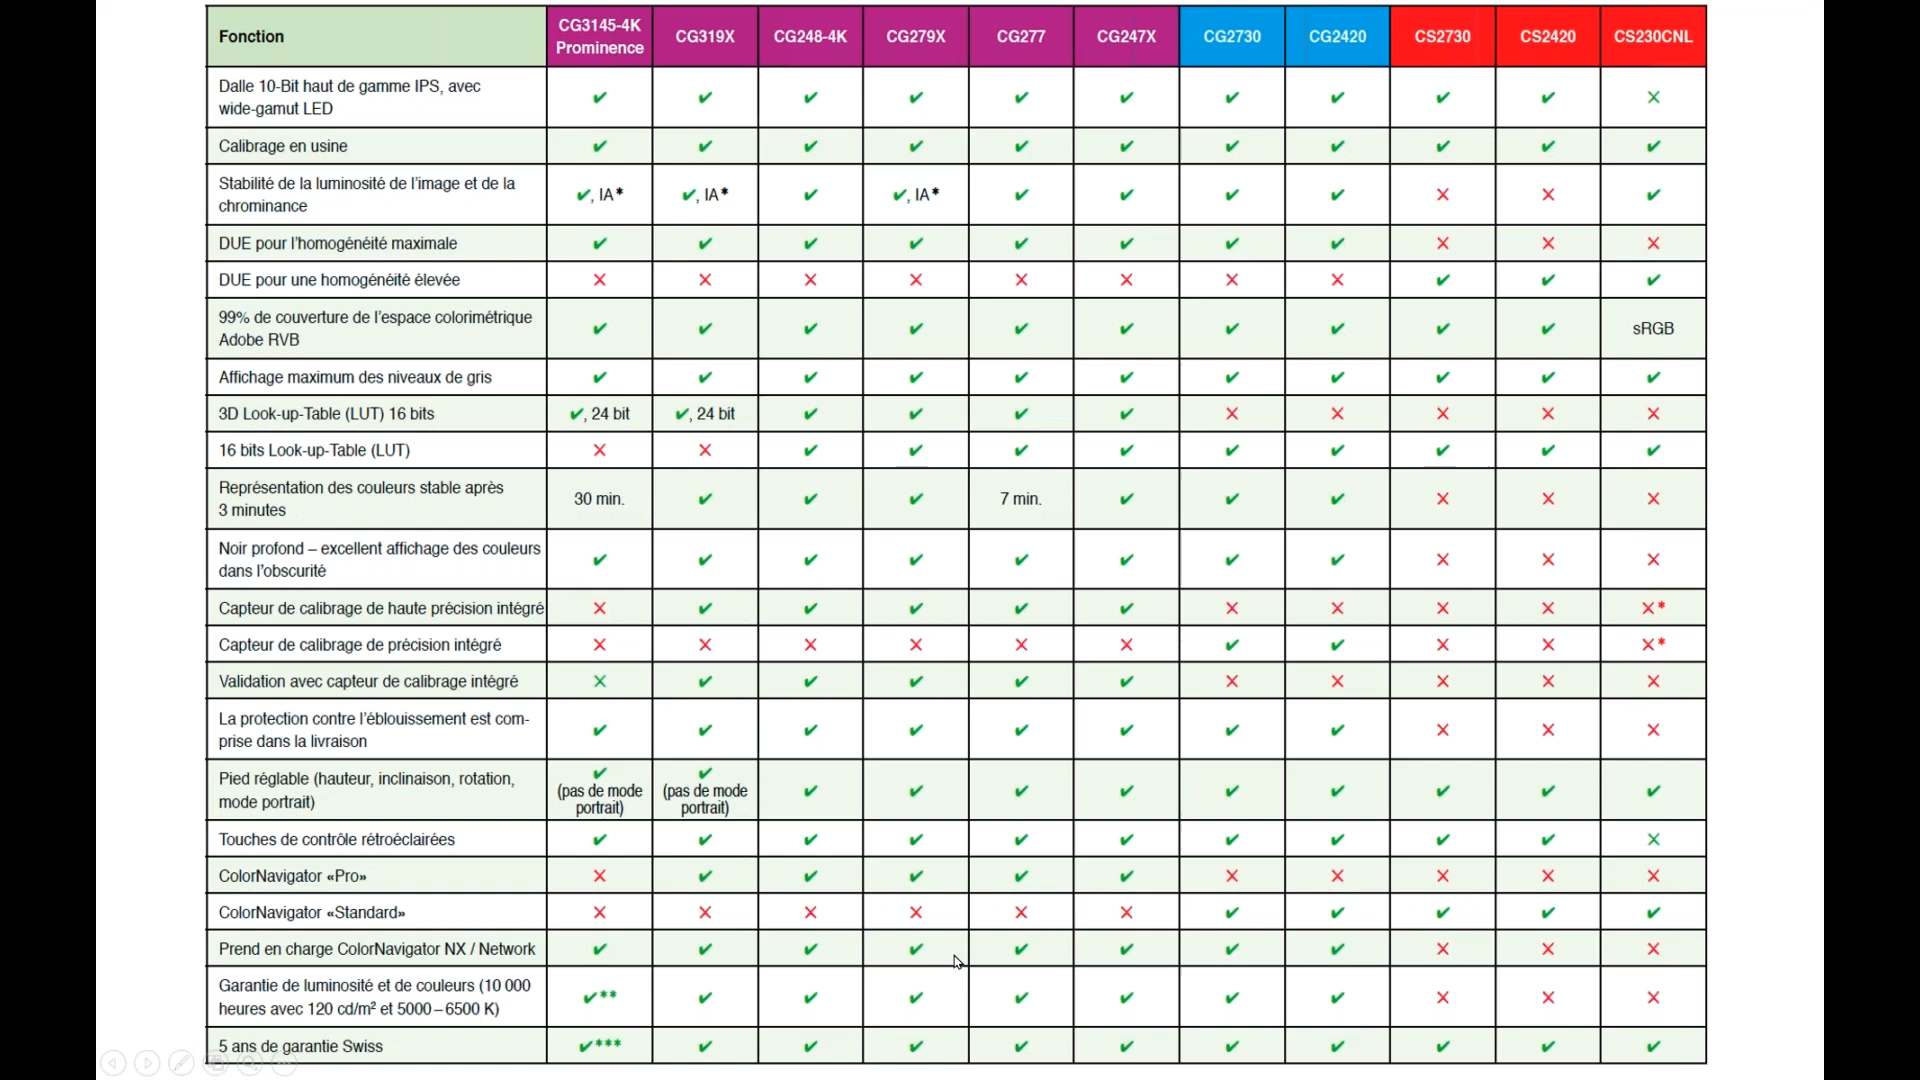 Fonction CG3145-4K Prominence CG319X CG248-4K CG279X CG277 CG247X CG2730 CG2420 CS2730 CS2420 CS230CNL
Dalle 10-Bit haut de gamme IPS, avec
wide-gamut LED ✔ ✔ ✔ ✔ ✔ ✔ ✔ ✔ ✔ ✔ ✕
Calibrage en usine ✔ ✔ ✔ ✔ ✔ ✔ ✔ ✔ ✔ ✔ ✔
Stabilité de la luminosité de l’image et de la
chrominance ✔, IA* ✔, IA* ✔ ✔, IA* ✔ ✔ ✔ ✔ ✕ ✕ ✔
DUE pour l’homogénéité maximale ✔ ✔ ✔ ✔ ✔ ✔ ✔ ✔ ✕ ✕ ✕
DUE pour une homogénéité élevée ✕ ✕ ✕ ✕ ✕ ✕ ✕ ✕ ✔ ✔ ✔
99% de couverture de l’espace colorimétrique
Adobe RVB ✔ ✔ ✔ ✔ ✔ ✔ ✔ ✔ ✔ ✔ sRGB
Affichage maximum des niveaux de gris ✔ ✔ ✔ ✔ ✔ ✔ ✔ ✔ ✔ ✔ ✔
3D Look-up-Table (LUT) 16 bits ✔, 24 bit ✔, 24 bit ✔ ✔ ✔ ✔ ✕ ✕ ✕ ✕ ✕
16 bits Look-up-Table (LUT) ✕ ✕ ✔ ✔ ✔ ✔ ✔ ✔ ✔ ✔ ✔
Représentation des couleurs stable après
3 minutes 30 min. ✔ ✔ ✔ 7 min. ✔ ✔ ✔ ✕ ✕ ✕
Noir profond – excellent affichage des couleurs
dans l’obscurité ✔ ✔ ✔ ✔ ✔ ✔ ✔ ✔ ✕ ✕ ✕
Capteur de calibrage de haute précision intégré ✕ ✔ ✔ ✔ ✔ ✔ ✕ ✕ ✕ ✕ ✕*
Capteur de calibrage de précision intégré ✕ ✕ ✕ ✕ ✕ ✕ ✔ ✔ ✕ ✕ ✕*
Validation avec capteur de calibrage intégré ✕ ✔ ✔ ✔ ✔ ✔ ✕ ✕ ✕ ✕ ✕
La protection contre l’éblouissement est com-
prise dans la livraison ✔ ✔ ✔ ✔ ✔ ✔ ✔ ✔ ✕ ✕ ✕
Pied réglable (hauteur, inclinaison, rotation,
mode portrait) ✔ (pas de mode portrait) ✔ (pas de mode portrait) ✔ ✔ ✔ ✔ ✔ ✔ ✔ ✔ ✔
Touches de contrôle rétroéclairées ✔ ✔ ✔ ✔ ✔ ✔ ✔ ✔ ✔ ✔ ✕
ColorNavigator «Pro» ✕ ✔ ✔ ✔ ✔ ✔ ✕ ✕ ✕ ✕ ✕
ColorNavigator «Standard» ✕ ✕ ✕ ✕ ✕ ✕ ✔ ✔ ✔ ✔ ✔
Prend en charge ColorNavigator NX / Network ✔ ✔ ✔ ✔ ✔ ✔ ✔ ✔ ✕ ✕ ✕
Garantie de luminosité et de couleurs (10 000
heures avec 120 cd/m² et 5000 – 6500 K) ✔** ✔ ✔ ✔ ✔ ✔ ✔ ✔ ✕ ✕ ✕
5 ans de garantie Swiss ✔*** ✔ ✔ ✔ ✔ ✔ ✔ ✔ ✔ ✔ ✔